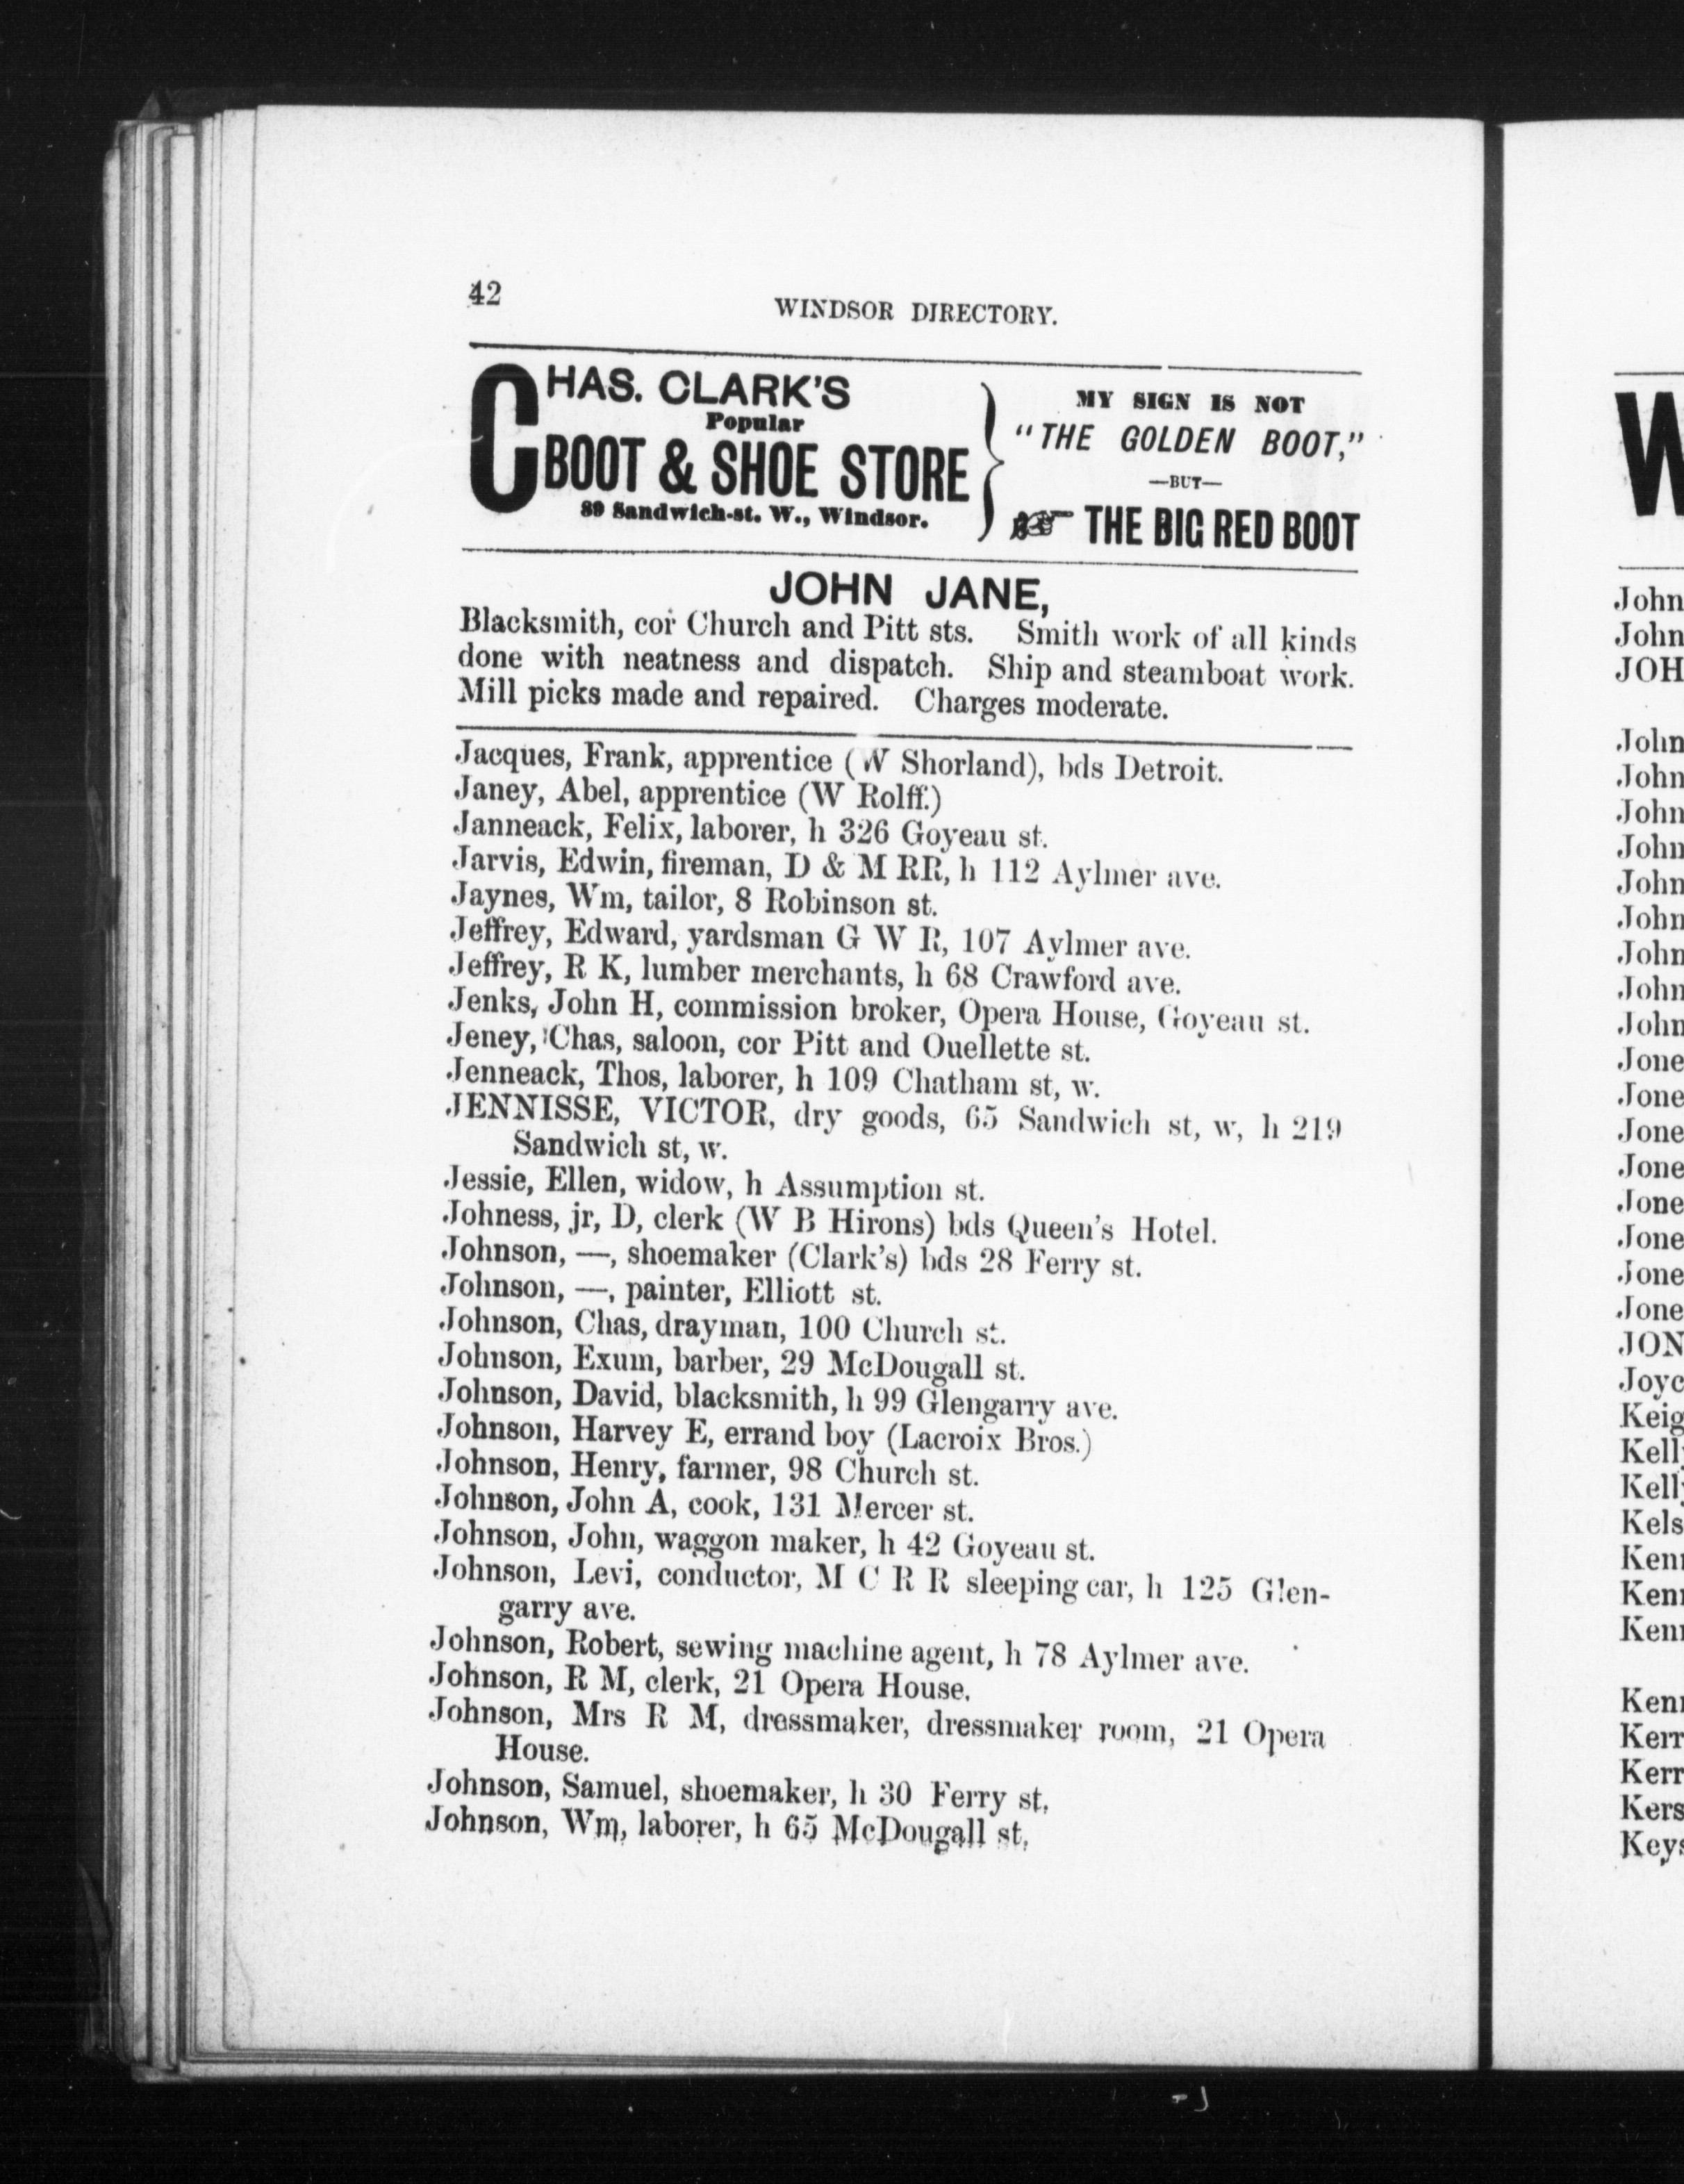 42
WINDSOR DIRECTORY.
CHAS. CLARK'S
Popular
BOOT & SHOE STORE
89 Sandwich-st. W., Windsor.
MY SIGN IS NOT
"THE GOLDEN BOOT,"
—BUT—
THE BIG RED BOOT
JOHN JANE,
Blacksmith, cor Church and Pitt sts. Smith work of all kinds
done with neatness and dispatch. Ship and steamboat work.
Mill picks made and repaired. Charges moderate.
Jacques, Frank, apprentice (W Shorland), bds Detroit.
Janey, Abel, apprentice (W Rolff.)
Janneack, Felix, laborer, h 326 Goyeau st.
Jarvis, Edwin, fireman, D & M RR, h 112 Aylmer ave.
Jaynes, Wm, tailor, 8 Robinson st.
Jeffrey, Edward, yardsman G W R, 107 Aylmer ave.
Jeffrey, R K, lumber merchants, h 68 Crawford ave.
Jenks, John H, commission broker, Opera House, Goyeau st.
Jeney, Chas, saloon, cor Pitt and Ouellette st.
Jenneack, Thos, laborer, h 109 Chatham st, w.
JENNISSE, VICTOR, dry goods, 65 Sandwich st, w, h 219
Sandwich st, w.
Jessie, Ellen, widow, h Assumption st.
Johness, jr, D, clerk (W B Hirons) bds Queen's Hotel.
Johnson, —, shoemaker (Clark's) bds 28 Ferry st.
Johnson, —, painter, Elliott st.
Johnson, Chas, drayman, 100 Church st.
Johnson, Exum, barber, 29 McDougall st.
Johnson, David, blacksmith, h 99 Glengarry ave.
Johnson, Harvey E, errand boy (Lacroix Bros.)
Johnson, Henry, farmer, 98 Church st.
Johnson, John A, cook, 131 Mercer st.
Johnson, John, waggon maker, h 42 Goyeau st.
Johnson, Levi, conductor, M C R R sleeping car, h 125 Glen-
garry ave.
Johnson, Robert, sewing machine agent, h 78 Aylmer ave.
Johnson, R M, clerk, 21 Opera House.
Johnson, Mrs R M, dressmaker, dressmaker room, 21 Opera
House.
Johnson, Samuel, shoemaker, h 30 Ferry st.
Johnson, Wm, laborer, h 65 McDougall st.